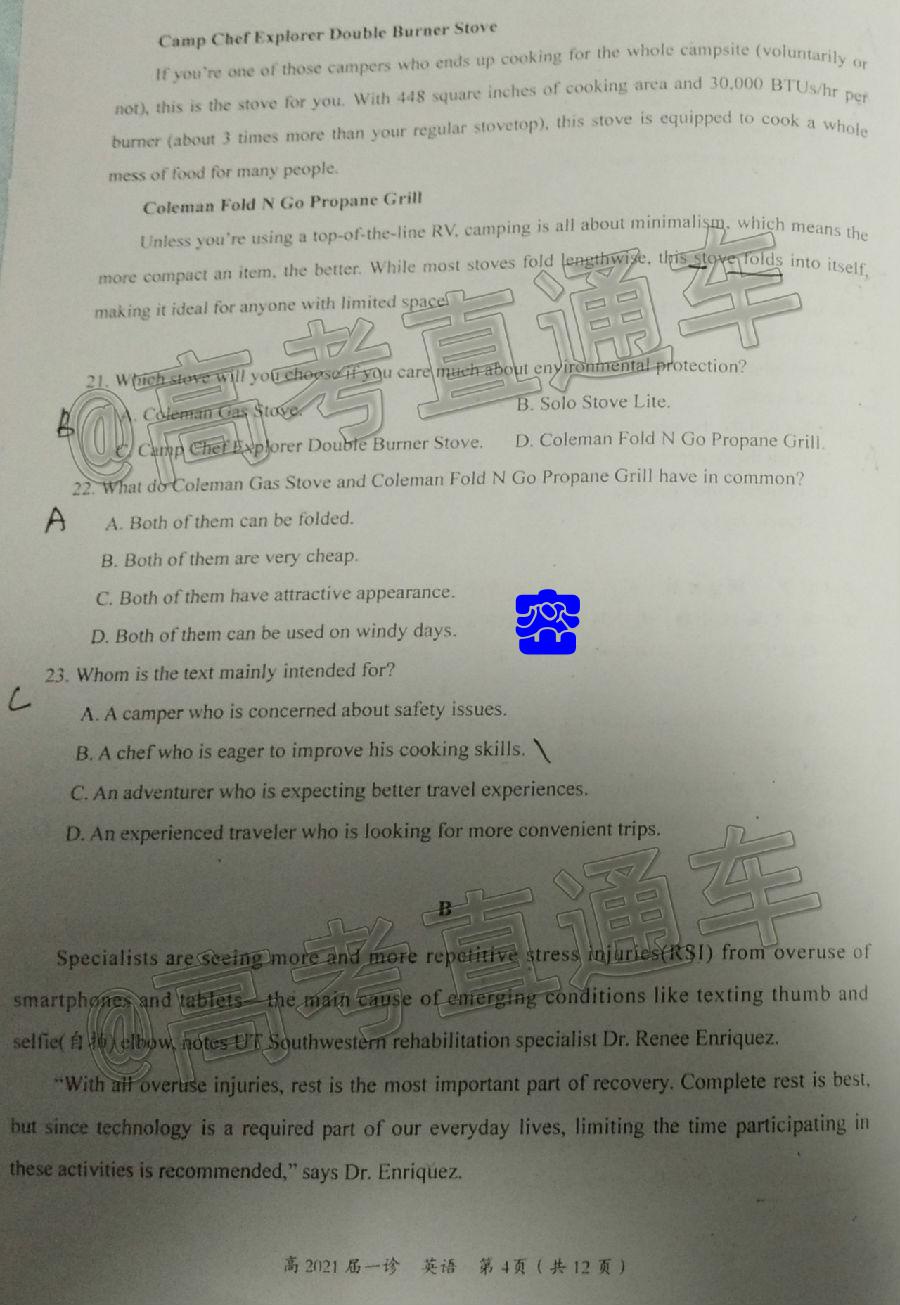 Camp Chef Explorer Double Burner Stove
If you're one of those campers who ends up cooking for the whole campsite (voluntarily or
not), this is the stove for you. With 448 square inches of cooking area and 30,000 BTUs/hr per
burner (about 3 times more than your regular stovetop), this stove is equipped to cook a whole
mess of food for many people.
Coleman Fold N Go Propane Grill
Unless you're using a top-of-the-line RV, camping is all about minimalism, which means the
more compact an item, the better. While most stoves fold lengthwise, this stove folds into itself,
making it ideal for anyone with limited space.
@高考直通车
21. Which stove will you choose if you care much about environmental protection?
B
A. Coleman Gas Stove. B. Solo Stove Lite.
C. Camp Chef Explorer Double Burner Stove. D. Coleman Fold N Go Propane Grill.
22. What do Coleman Gas Stove and Coleman Fold N Go Propane Grill have in common?
A
A. Both of them can be folded.
B. Both of them are very cheap.
C. Both of them have attractive appearance.
D. Both of them can be used on windy days.
23. Whom is the text mainly intended for?
C
A. A camper who is concerned about safety issues.
B. A chef who is eager to improve his cooking skills.
C. An adventurer who is expecting better travel experiences.
D. An experienced traveler who is looking for more convenient trips.
B
Specialists are seeing more and more repetitive stress injuries(RSI) from overuse of
smartphones and tablets—the main cause of emerging conditions like texting thumb and
selfie(自拍) elbow, notes UT Southwestern rehabilitation specialist Dr. Renee Enriquez.
@高考直通车
"With all overuse injuries, rest is the most important part of recovery. Complete rest is best,
but since technology is a required part of our everyday lives, limiting the time participating in
these activities is recommended," says Dr. Enriquez.
高 2021 届一诊 英语 第 4页（共 12 页）